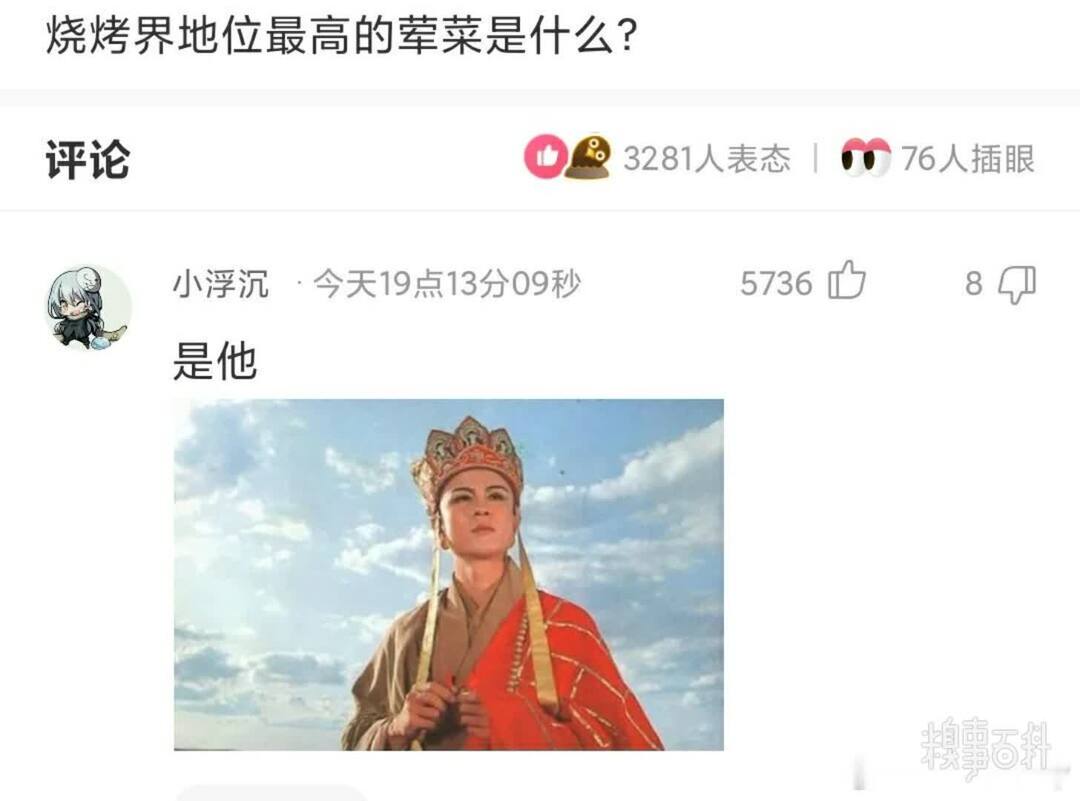 烧烤界地位最高的荤菜是什么?
评论 3281人表态 | 76人插眼
小浮沉 · 今天19点13分09秒 5736 8
是他
糗事百科